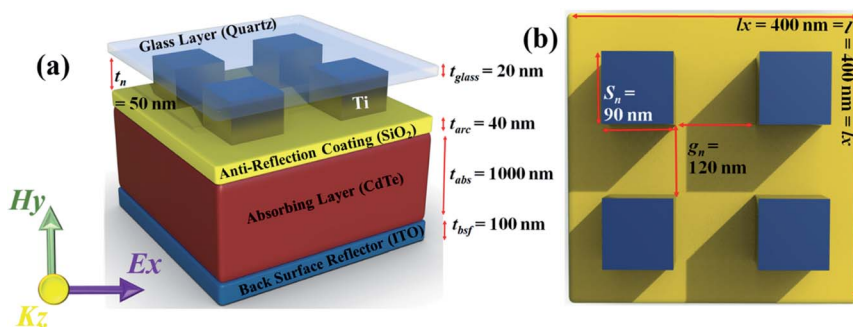 (a)
Glass Layer (Quartz)
t_n
= 50 nm
Ti
t_glass = 20 nm
Anti-Reflection Coating (SiO₂)
t_arc = 40 nm
Absorbing Layer (CdTe)
t_abs = 1000 nm
Back Surface Reflector (ITO)
t_bsf = 100 nm
Hy
Ex
Kz
(b)
lx = 400 nm =
= 400 nm = lx
S_n =
90 nm
g_n =
120 nm